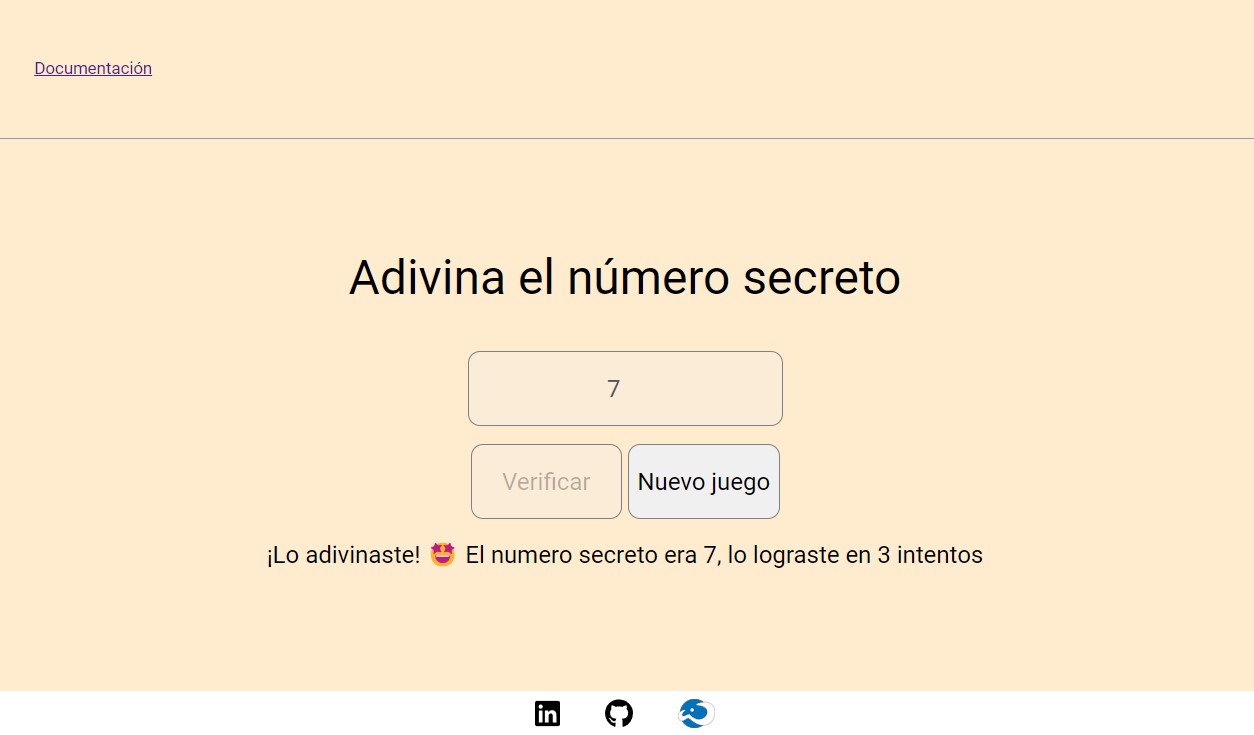 Documentación
Adivina el número secreto
7
Verificar
Nuevo juego
¡Lo adivinaste! 🤩 El numero secreto era 7, lo lograste en 3 intentos
in